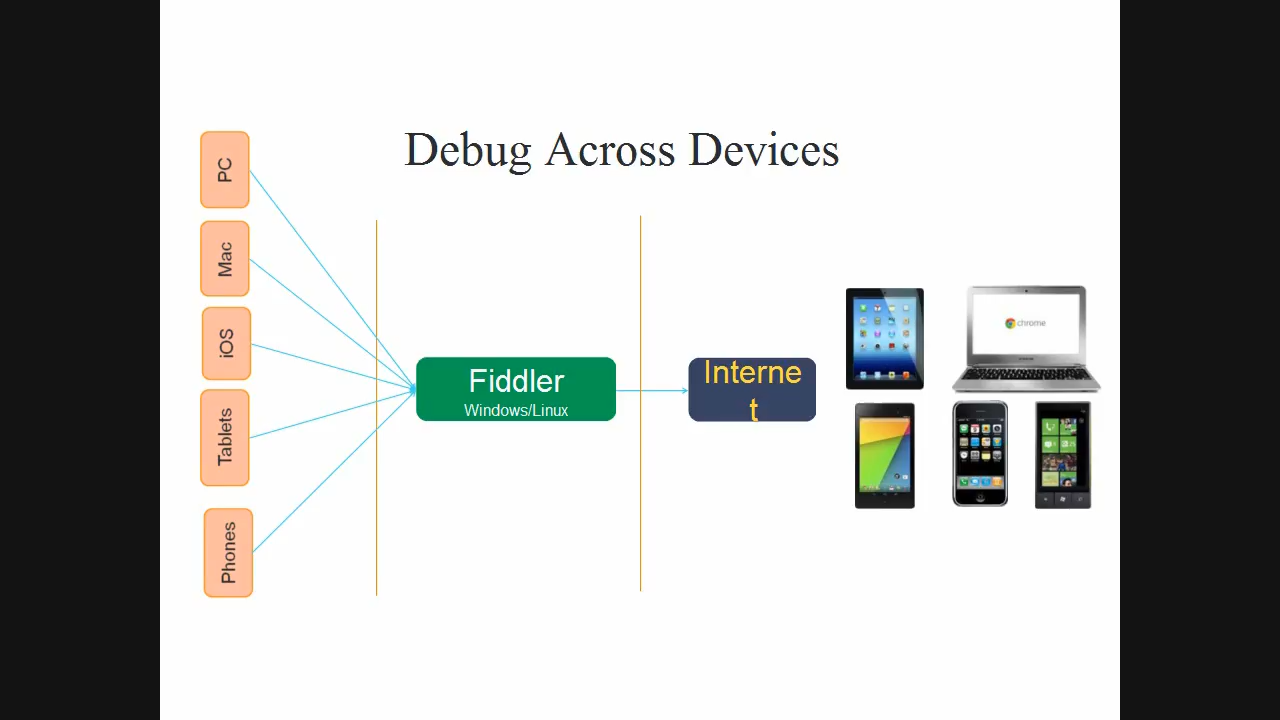 Debug Across Devices
PC
Mac
iOS
Tablets
Phones
Fiddler
Windows/Linux
Interne
t
chrome